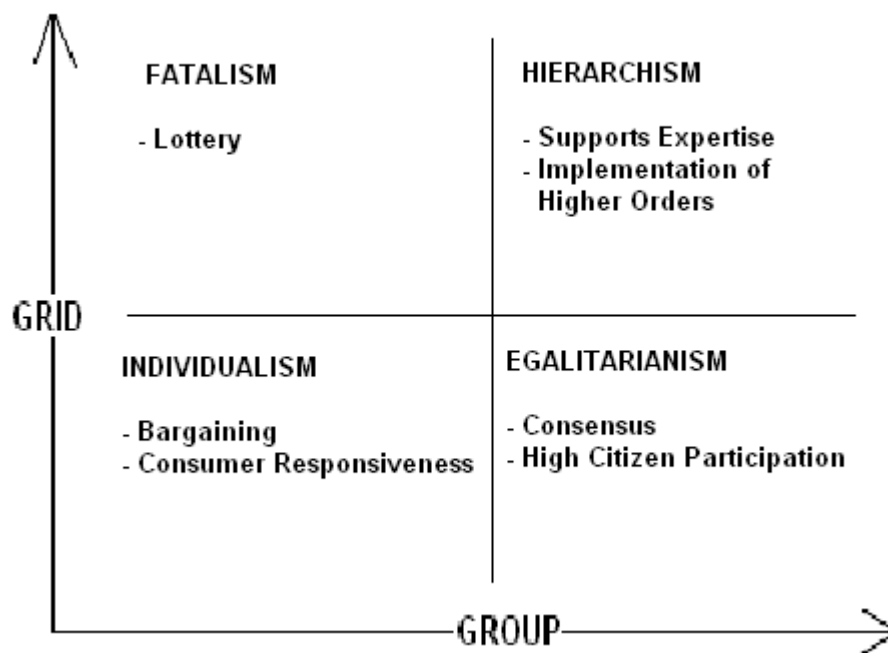 FATALISM
- Lottery
HIERARCHISM
- Supports Expertise
- Implementation of
Higher Orders
GRID
INDIVIDUALISM
- Bargaining
- Consumer Responsiveness
EGALITARIANISM
- Consensus
- High Citizen Participation
GROUP